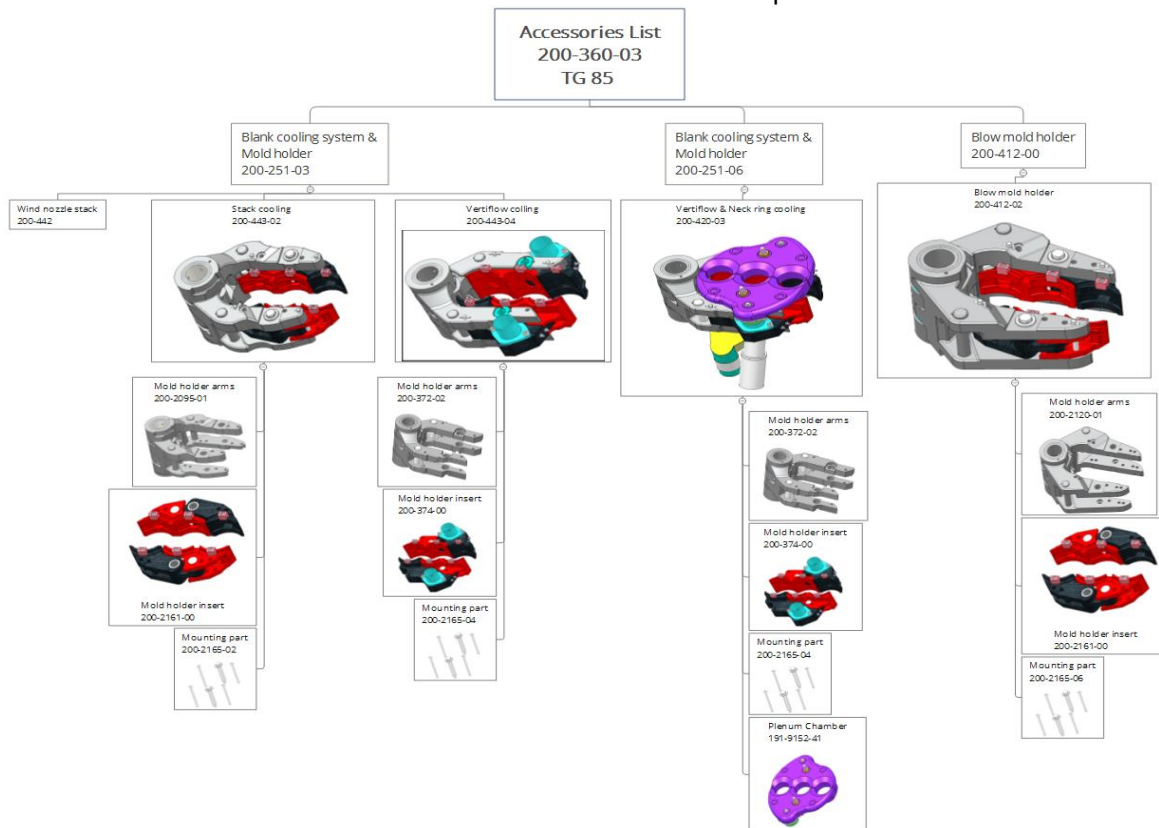 Accessories List
200-360-03
TG 85
Blank cooling system &
Mold holder
200-251-03
Blank cooling system &
Mold holder
200-251-06
Blow mold holder
200-412-00
Wind nozzle stack
200-442
Stack cooling
200-443-02
Vertiflow colling
200-443-04
Vertiflow & Neck ring cooling
200-420-03
Blow mold holder
200-412-02
Mold holder arms
200-2095-01
Mold holder insert
200-2161-00
Mounting part
200-2165-02
Mold holder arms
200-372-02
Mold holder insert
200-374-00
Mounting part
200-2165-04
Mold holder arms
200-372-02
Mold holder insert
200-374-00
Mounting part
200-2165-04
Plenum Chamber
191-9152-41
Mold holder arms
200-2120-01
Mold holder insert
200-2161-00
Mounting part
200-2165-06